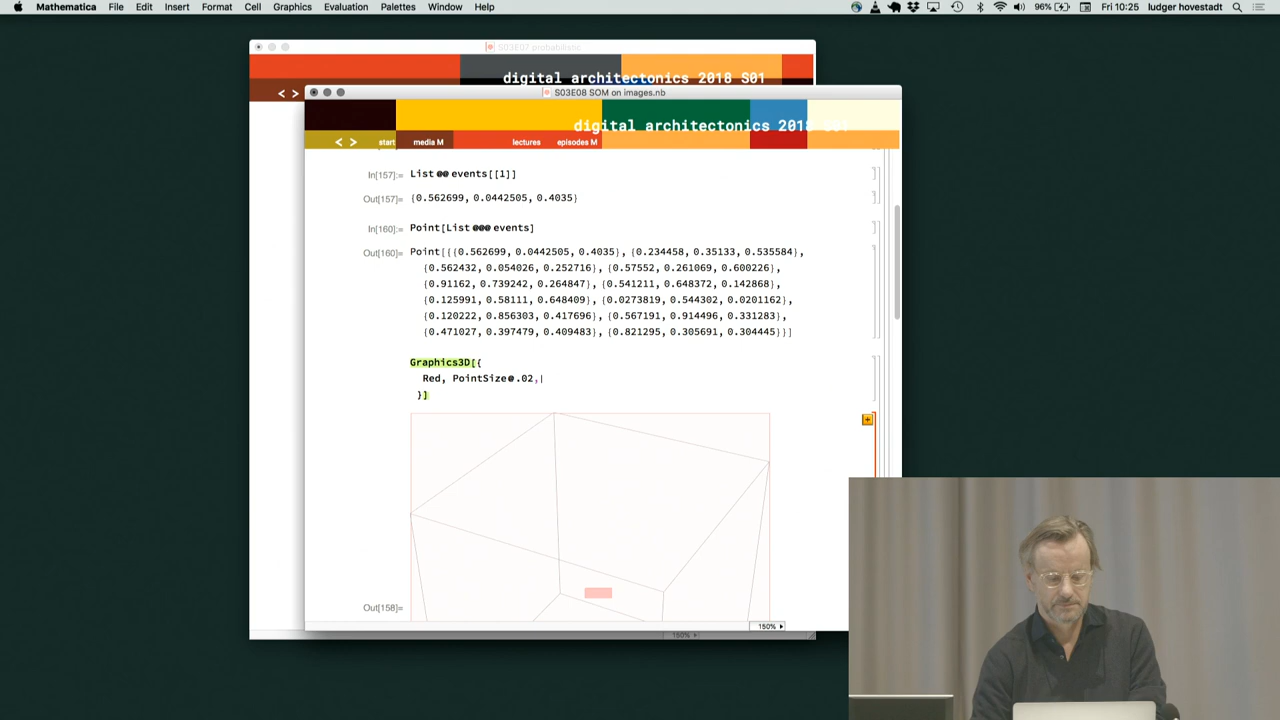 Mathematica File Edit Insert Format Cell Graphics Evaluation Palettes Window Help 96% Fri 10:25 ludger hovestadt
S03E07 probabilistic
digital architectonics 2018 S01
< >
S03E08 SOM on images.nb
digital architectonics 2018 S01
< > start media M lectures episodes M
In[157]:= List @@ events[[1]]
Out[157]= {0.562699, 0.0442505, 0.4035}
In[160]:= Point[List @@@ events]
Out[160]= Point[{{0.562699, 0.0442505, 0.4035}, {0.234458, 0.35133, 0.535584},
{0.562432, 0.054026, 0.252716}, {0.57552, 0.261069, 0.600226},
{0.91162, 0.739242, 0.264847}, {0.541211, 0.648372, 0.142868},
{0.125991, 0.58111, 0.648409}, {0.0273819, 0.544302, 0.0201162},
{0.120222, 0.856303, 0.417696}, {0.567191, 0.914496, 0.331283},
{0.471027, 0.397479, 0.409483}, {0.821295, 0.305691, 0.304445}}]
Graphics3D[{
Red, PointSize@.02,
}]
Out[158]=
150%
150%